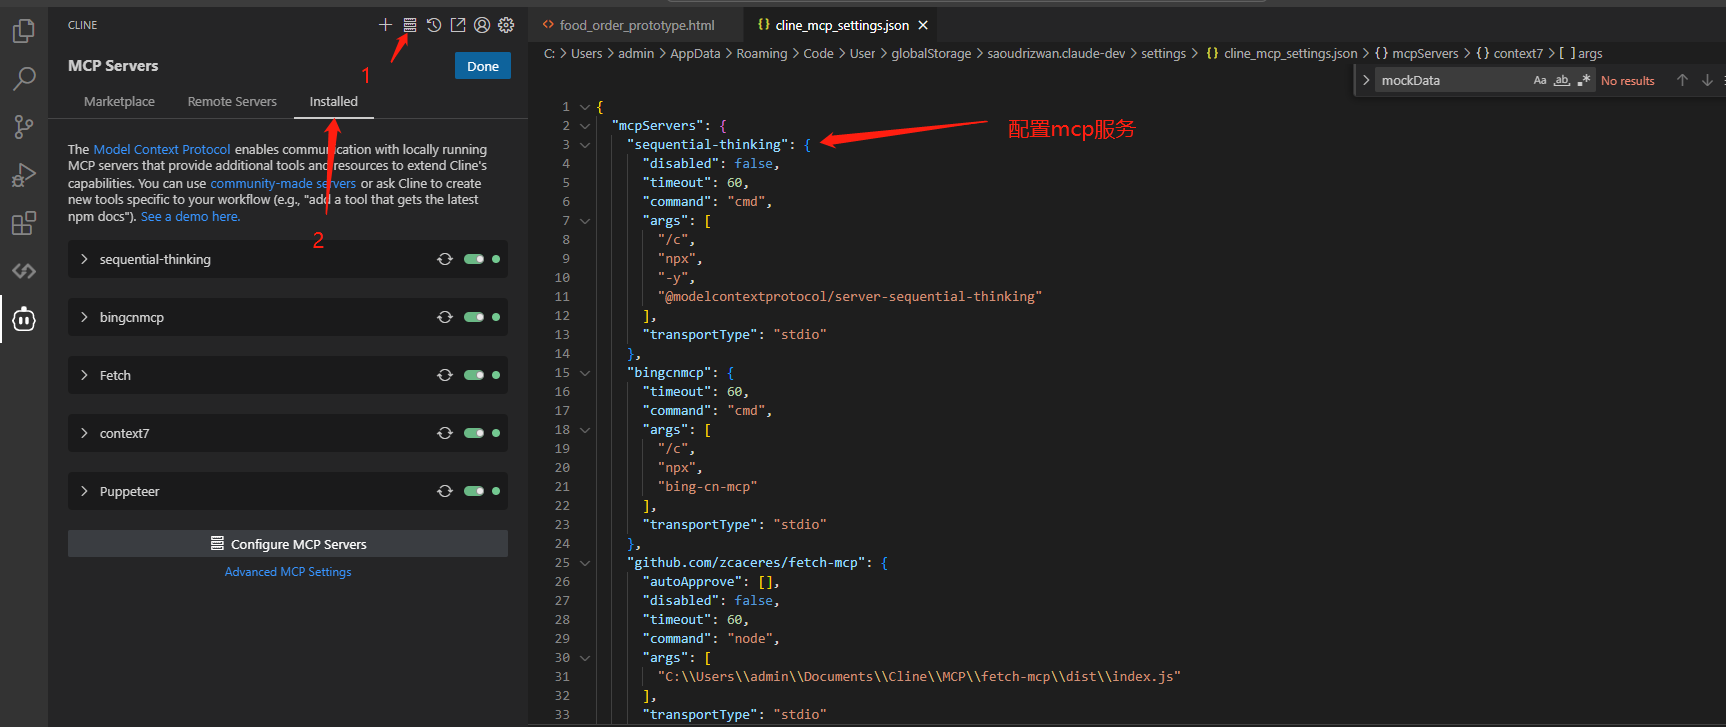 CLINE
MCP Servers
Done
1
Marketplace
Remote Servers
Installed
The Model Context Protocol enables communication with locally running
MCP servers that provide additional tools and resources to extend Cline's
capabilities. You can use community-made servers or ask Cline to create
new tools specific to your workflow (e.g., "add a tool that gets the latest
npm docs"). See a demo here.
2
sequential-thinking
bingcnmcp
Fetch
context7
Puppeteer
Configure MCP Servers
Advanced MCP Settings
food_order_prototype.html
{} cline_mcp_settings.json
C: > Users > admin > AppData > Roaming > Code > User > globalStorage > saoudrizwan.claude-dev > settings > {} cline_mcp_settings.json > {} mcpServers > {} context7 > [ ] args
mockData
Aa ab .*
No results
配置mcp服务
1 {
2 "mcpServers": {
3 "sequential-thinking": {
4 "disabled": false,
5 "timeout": 60,
6 "command": "cmd",
7 "args": [
8 "/c",
9 "npx",
10 "-y",
11 "@modelcontextprotocol/server-sequential-thinking"
12 ],
13 "transportType": "stdio"
14 },
15 "bingcnmcp": {
16 "timeout": 60,
17 "command": "cmd",
18 "args": [
19 "/c",
20 "npx",
21 "bing-cn-mcp"
22 ],
23 "transportType": "stdio"
24 },
25 "github.com/zcaceres/fetch-mcp": {
26 "autoApprove": [],
27 "disabled": false,
28 "timeout": 60,
29 "command": "node",
30 "args": [
31 "C:\\Users\\admin\\Documents\\Cline\\MCP\\fetch-mcp\\dist\\index.js"
32 ],
33 "transportType": "stdio"